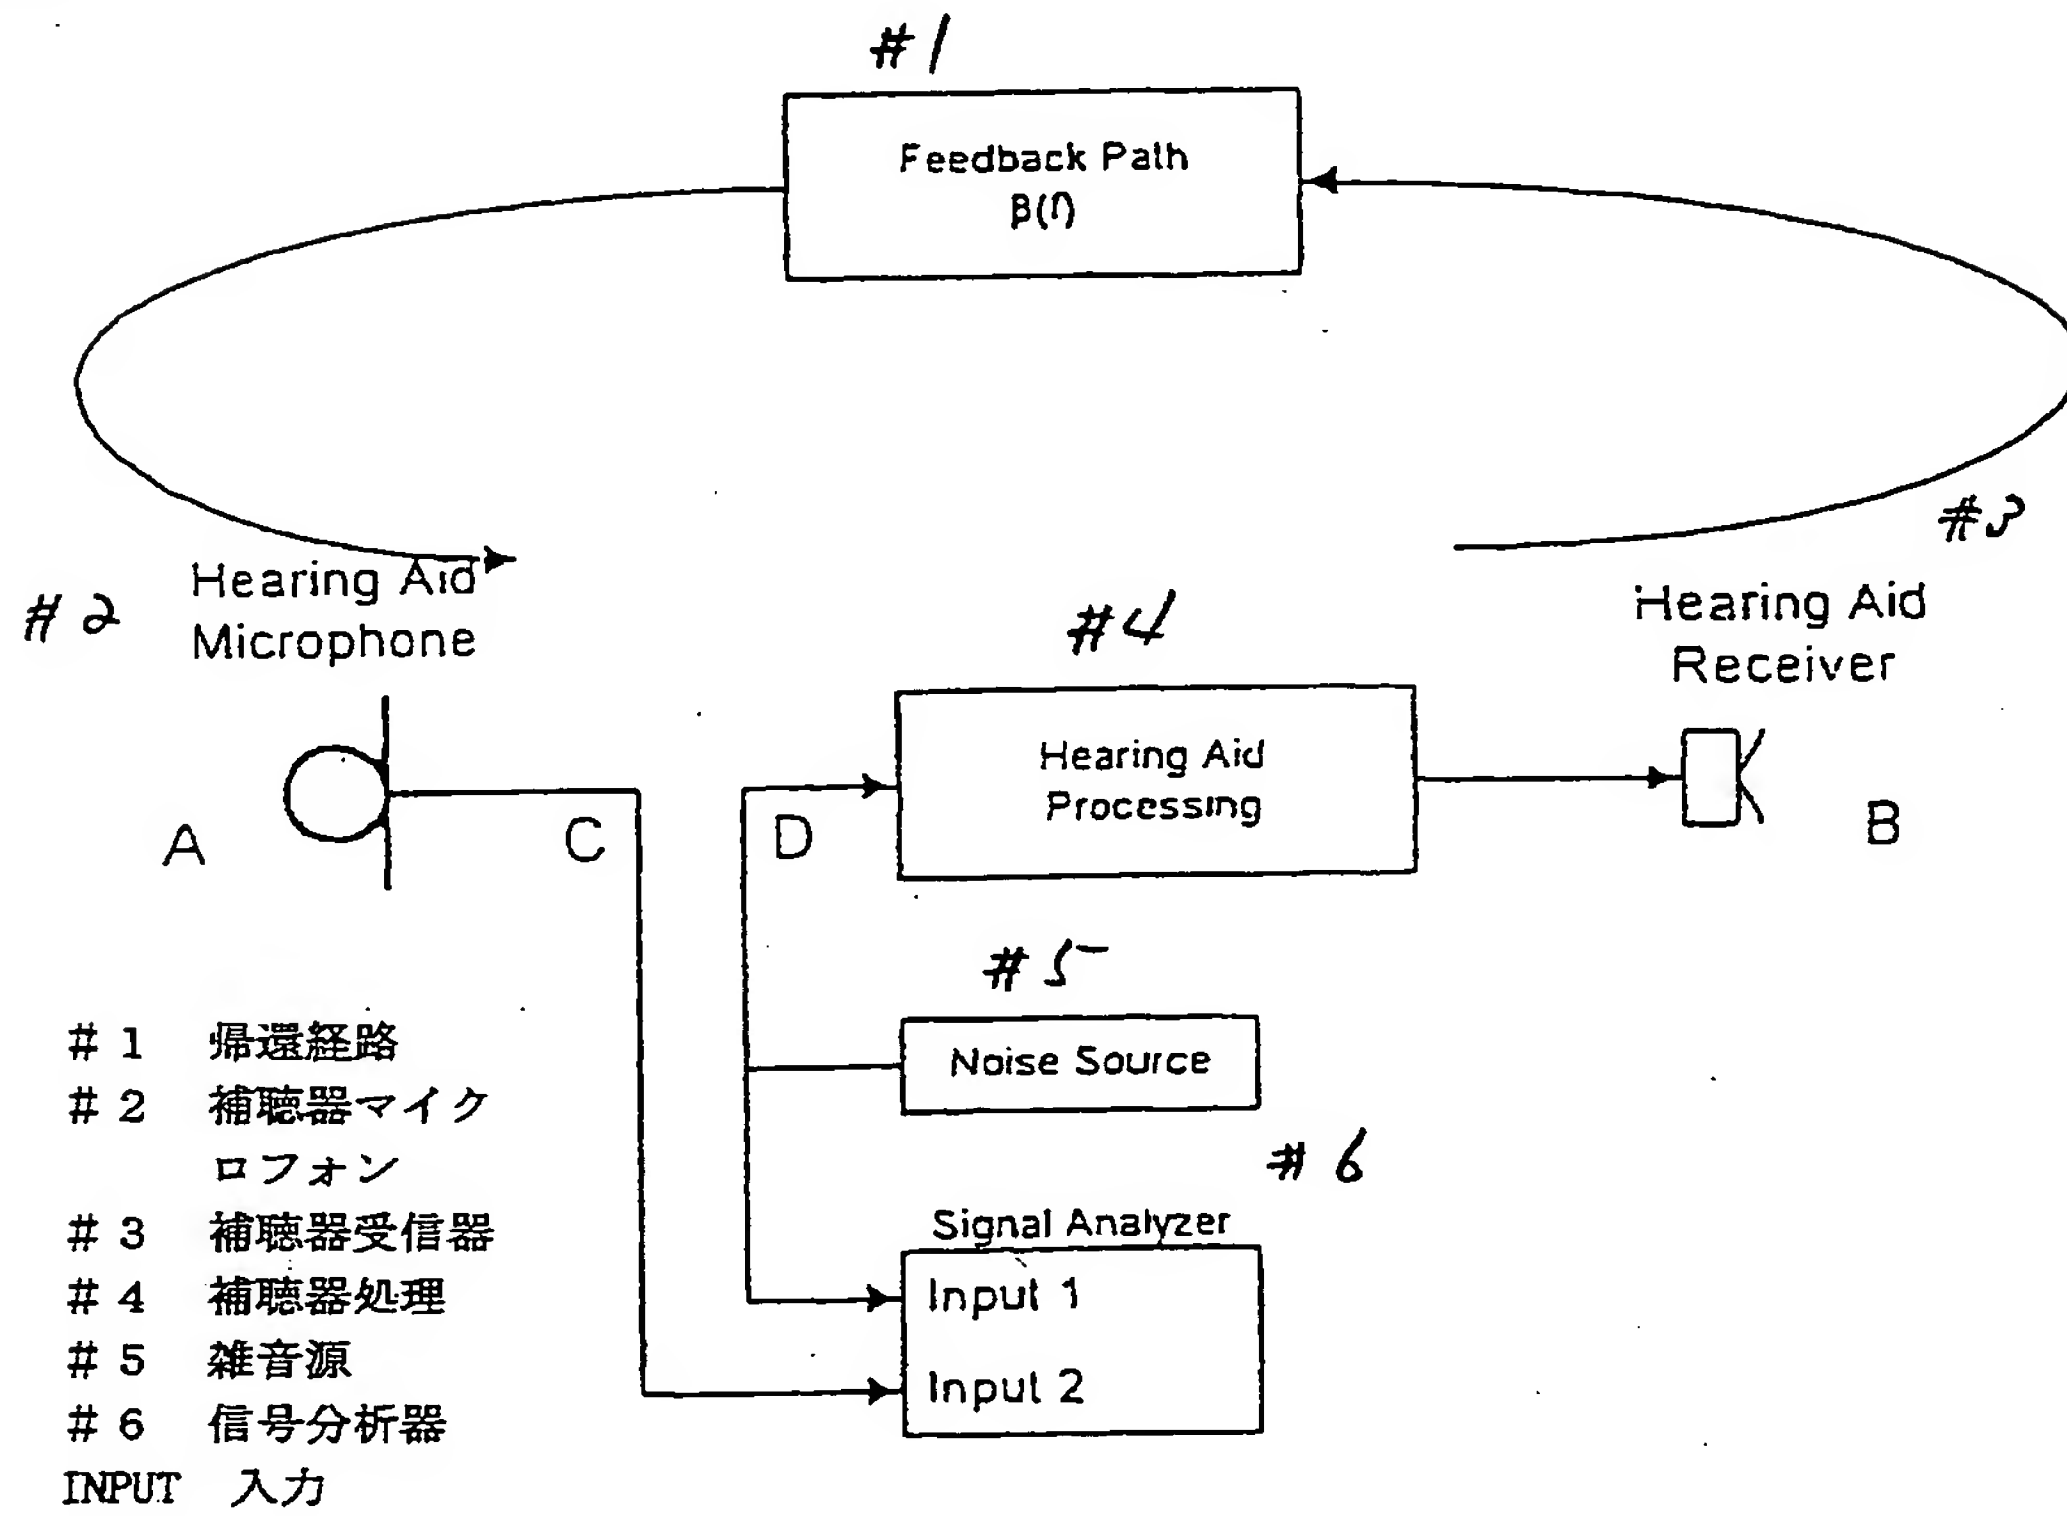 #1
Feedback Path
β(f)
#3
#2
Hearing Aid
Microphone
#4
Hearing Aid
Receiver
Hearing Aid
Processing
A
C
D
B
#5
Noise Source
#6
Signal Analyzer
Input 1
Input 2
#1 帰還経路
#2 補聴器マイク
ロフォン
#3 補聴器受信器
#4 補聴器処理
#5 雑音源
#6 信号分析器
INPUT 入力